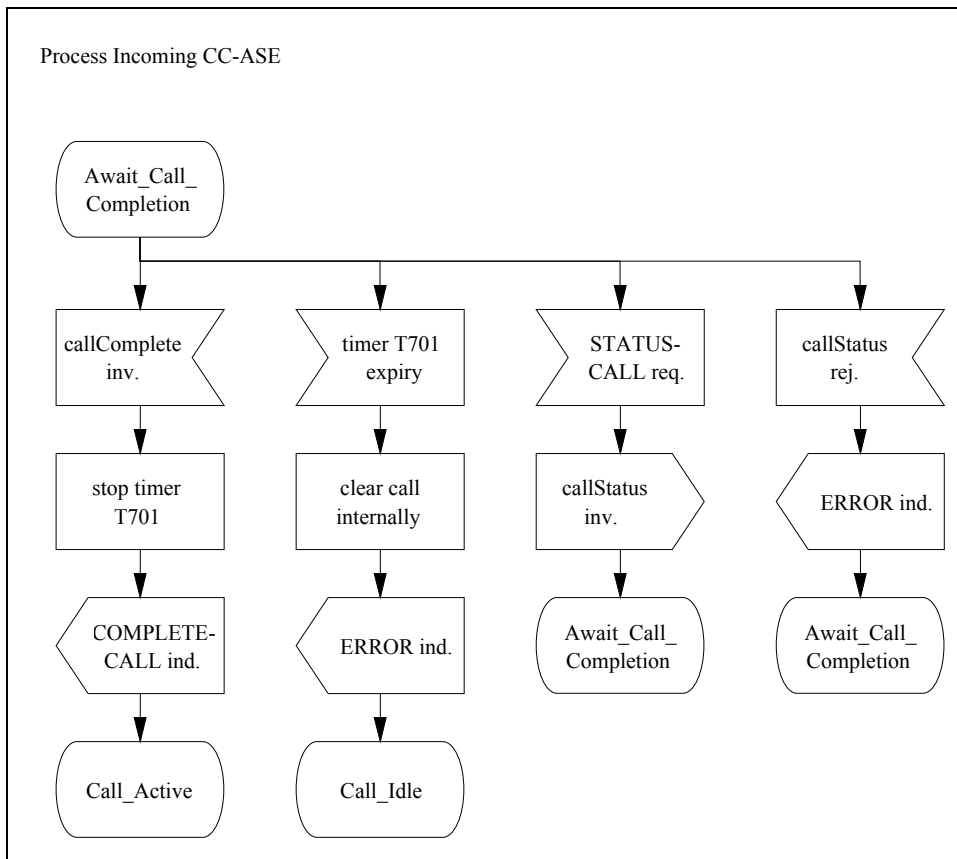 Process Incoming CC-ASE
Await_Call_
Completion
callComplete
inv.
timer T701
expiry
STATUS-
CALL req.
callStatus
rej.
stop timer
T701
clear call
internally
callStatus
inv.
ERROR ind.
COMPLETE-
CALL ind.
ERROR ind.
Await_Call_
Completion
Await_Call_
Completion
Call_Active
Call_Idle